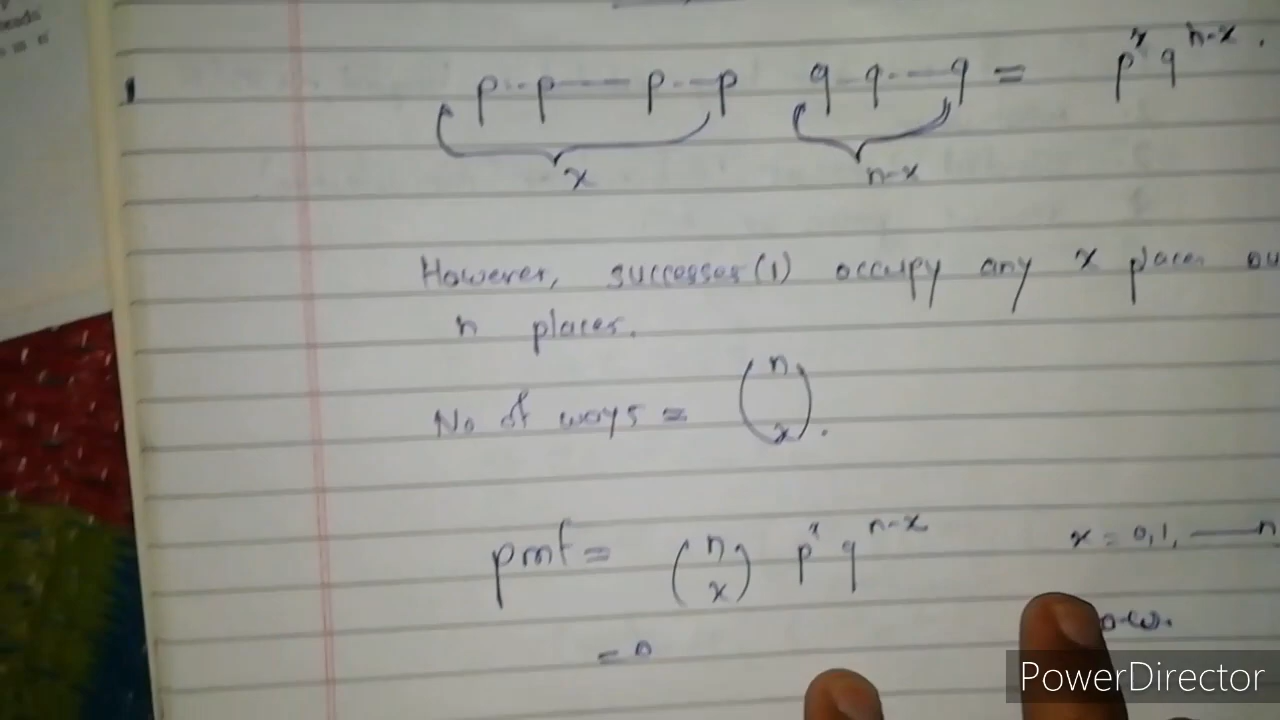 p-p — p-p q-q-—q = p^x q^n-x.
x n-x
However, successes (1) occupy any x places ou
n places.
No of ways = (n x).
pmf = (n x) p^x q^n-x x = 0,1, — n
= 0 o.w.
PowerDirector